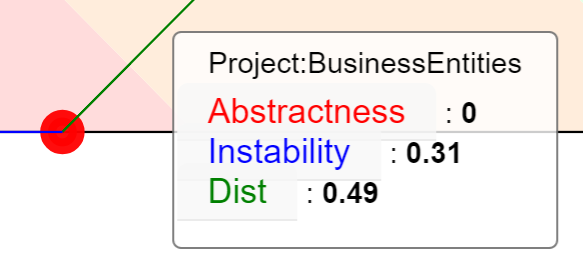 Project:BusinessEntities
Abstractness : 0
Instability : 0.31
Dist : 0.49